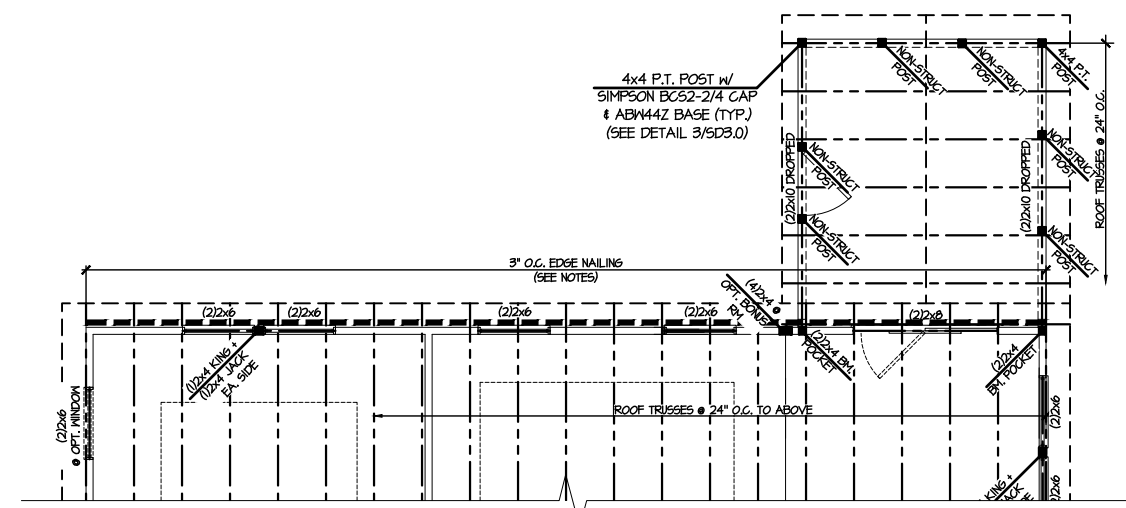 4x4 P.T. POST w/
SIMPSON BCS2-2/4 CAP
& ABW44Z BASE (TYP.)
(SEE DETAIL 3/SD3.0)
NON-STRUCT
POST
NON-STRUCT
POST
4x4 P.T.
POST
ROOF TRUSSES @ 24" O.C.
(2)2x10 DROPPED
NON-STRUCT
POST
NON-STRUCT
POST
(2)2x10 DROPPED
NON-STRUCT
POST
NON-STRUCT
POST
3" O.C. EDGE NAILING
(SEE NOTES)
(2)2x6
(2)2x6
(2)2x6
(2)2x6
(4)2x4 @
OPT. BONUS
RM
(2)2x8
(1)2x4 KING +
(1)2x4 JACK
EA. SIDE
(2)2x4 BM.
POCKET
(2)2x4
BM. POCKET
(2)2x6
@ OPT. WINDOW
ROOF TRUSSES @ 24" O.C. TO ABOVE
(2)2x6
(2)2x6
KING +
JACK